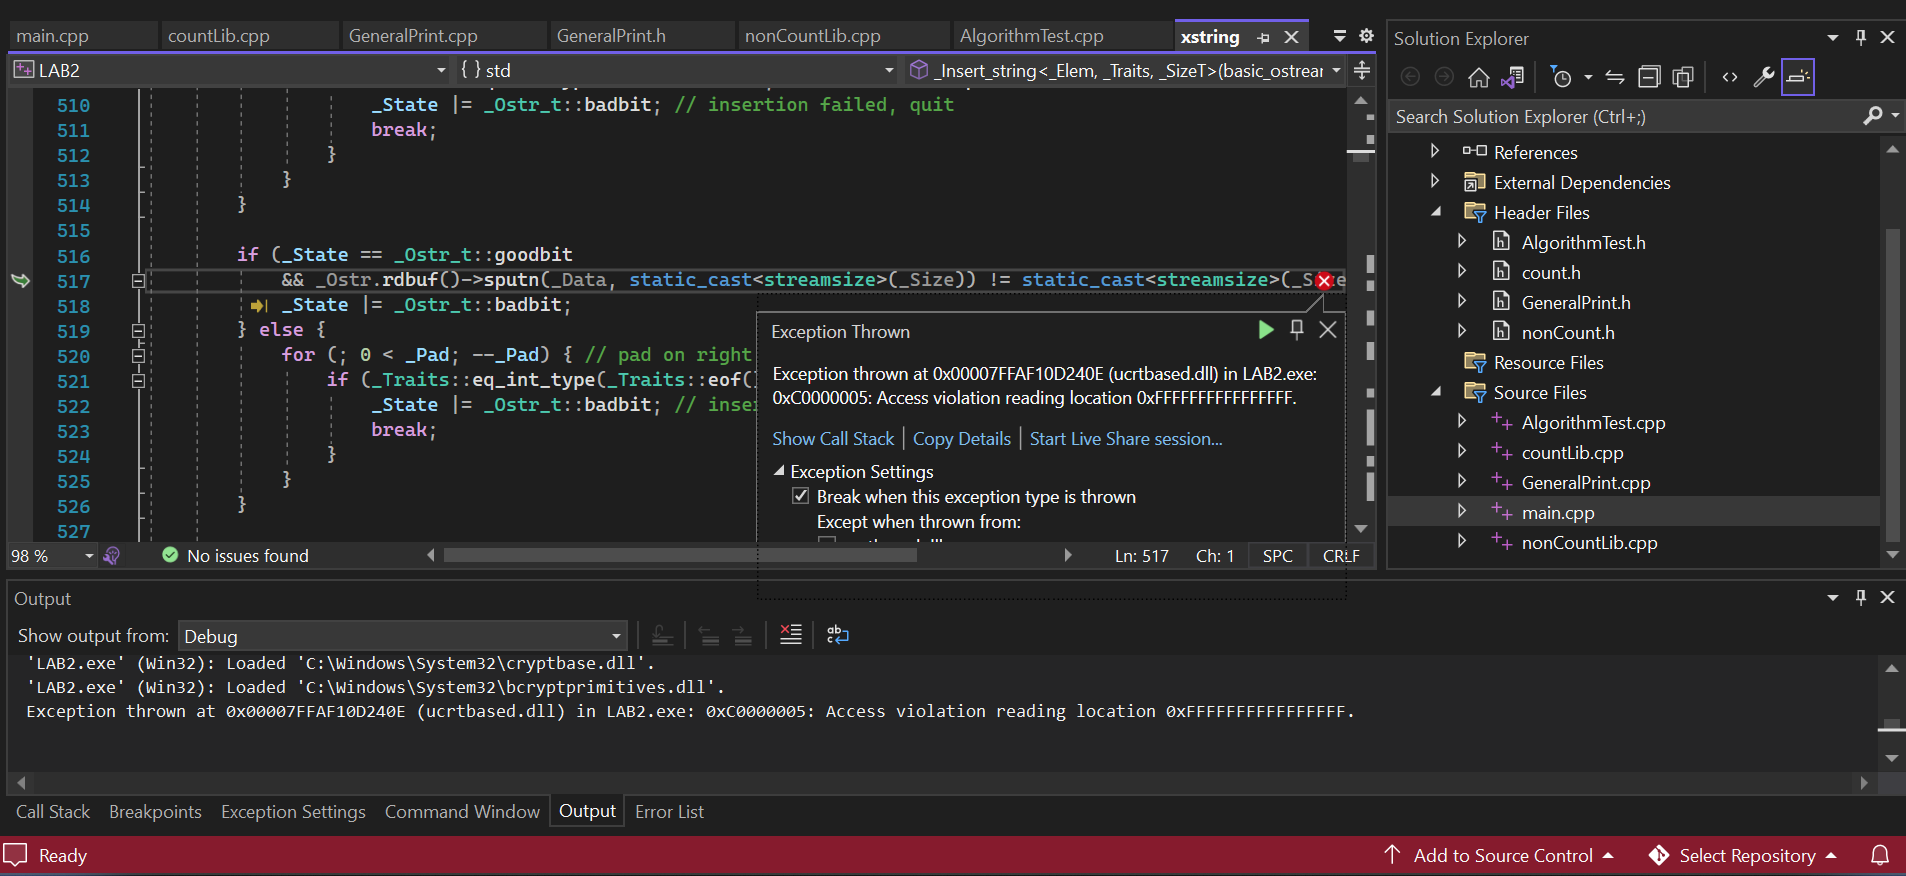 main.cpp countLib.cpp GeneralPrint.cpp GeneralPrint.h nonCountLib.cpp AlgorithmTest.cpp xstring
LAB2 { } std _Insert_string<_Elem, _Traits, _SizeT>(basic_ostrear
510 _State |= _Ostr_t::badbit; // insertion failed, quit
511 break;
512 }
513 }
514 }
515
516 if (_State == _Ostr_t::goodbit
517 && _Ostr.rdbuf()->sputn(_Data, static_cast<streamsize>(_Size)) != static_cast<streamsize>(
518 _State |= _Ostr_t::badbit;
519 } else {
520 for (; 0 < _Pad; --_Pad) { // pad on right
521 if (_Traits::eq_int_type(_Traits::eof(
522 _State |= _Ostr_t::badbit; // inse
523 break;
524 }
525 }
526 }
527
Exception Thrown
Exception thrown at 0x00007FFAF10D240E (ucrtbased.dll) in LAB2.exe:
0xC0000005: Access violation reading location 0xFFFFFFFFFFFFFFFF.
Show Call Stack | Copy Details | Start Live Share session...
Exception Settings
Break when this exception type is thrown
Except when thrown from:
98 % No issues found Ln: 517 Ch: 1 SPC CRLF
Solution Explorer
Search Solution Explorer (Ctrl+;)
References
External Dependencies
Header Files
AlgorithmTest.h
count.h
GeneralPrint.h
nonCount.h
Resource Files
Source Files
AlgorithmTest.cpp
countLib.cpp
GeneralPrint.cpp
main.cpp
nonCountLib.cpp
Output
Show output from: Debug
'LAB2.exe' (Win32): Loaded 'C:\Windows\System32\cryptbase.dll'.
'LAB2.exe' (Win32): Loaded 'C:\Windows\System32\bcryptprimitives.dll'.
Exception thrown at 0x00007FFAF10D240E (ucrtbased.dll) in LAB2.exe: 0xC0000005: Access violation reading location 0xFFFFFFFFFFFFFFFF.
Call Stack Breakpoints Exception Settings Command Window Output Error List
Ready Add to Source Control Select Repository